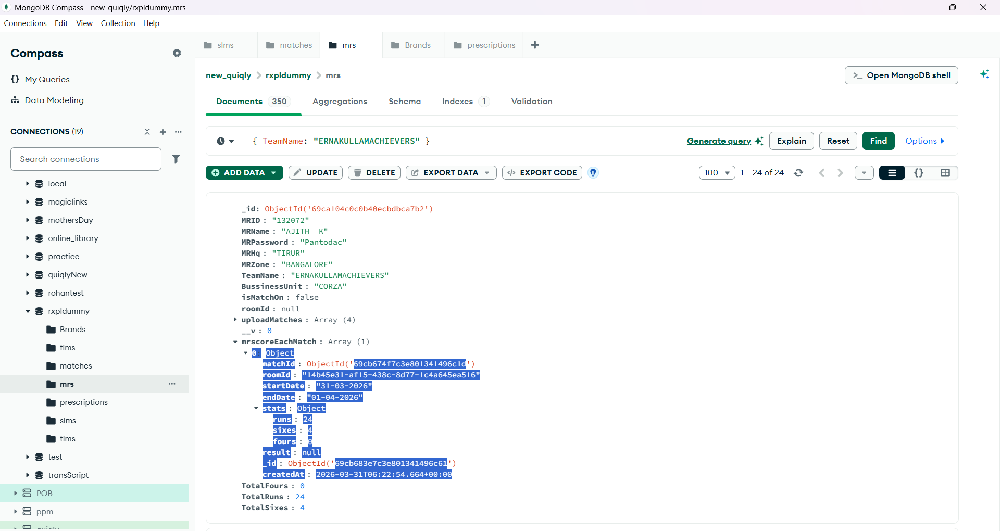 MongoDB Compass - new_quiqly/rxpldummy.mrs
Connections Edit View Collection Help
Compass
My Queries
Data Modeling
CONNECTIONS (19)
Search connections
local
magiclinks
mothersDay
online_library
practice
quiqlyNew
rohantest
rxpldummy
Brands
flms
matches
mrs
prescriptions
slms
tlms
test
transScript
POB
ppm
slms matches mrs Brands prescriptions
new_quiqly > rxpldummy > mrs
>_ Open MongoDB shell
Documents 350 Aggregations Schema Indexes 1 Validation
{ TeamName: "ERNAKULLAMACHIEVERS" }
Generate query Explain Reset Find Options
ADD DATA UPDATE DELETE EXPORT DATA EXPORT CODE 100 1 – 24 of 24
_id: ObjectId('69ca104c0c0b40ecbdbca7b2')
MRID : "132072"
MRName : "AJITH  K"
MRPassword : "Pantodac"
MRHq : "TIRUR"
MRZone : "BANGALORE"
TeamName : "ERNAKULLAMACHIEVERS"
BussinessUnit : "CORZA"
isMatchOn : false
roomId : null
uploadMatches : Array (4)
__v : 0
mrscoreEachMatch : Array (1)
0: Object
matchId : ObjectId('69cb674f7c3e801341496c1d')
roomId : "14b45e31-af15-438c-8d77-1c4a645ea516"
startDate : "31-03-2026"
endDate : "01-04-2026"
stats : Object
runs : 24
sixes : 4
fours : 0
result : null
_id : ObjectId('69cb683e7c3e801341496c61')
createdAt : 2026-03-31T06:22:54.664+00:00
TotalFours : 0
TotalRuns : 24
TotalSixes : 4